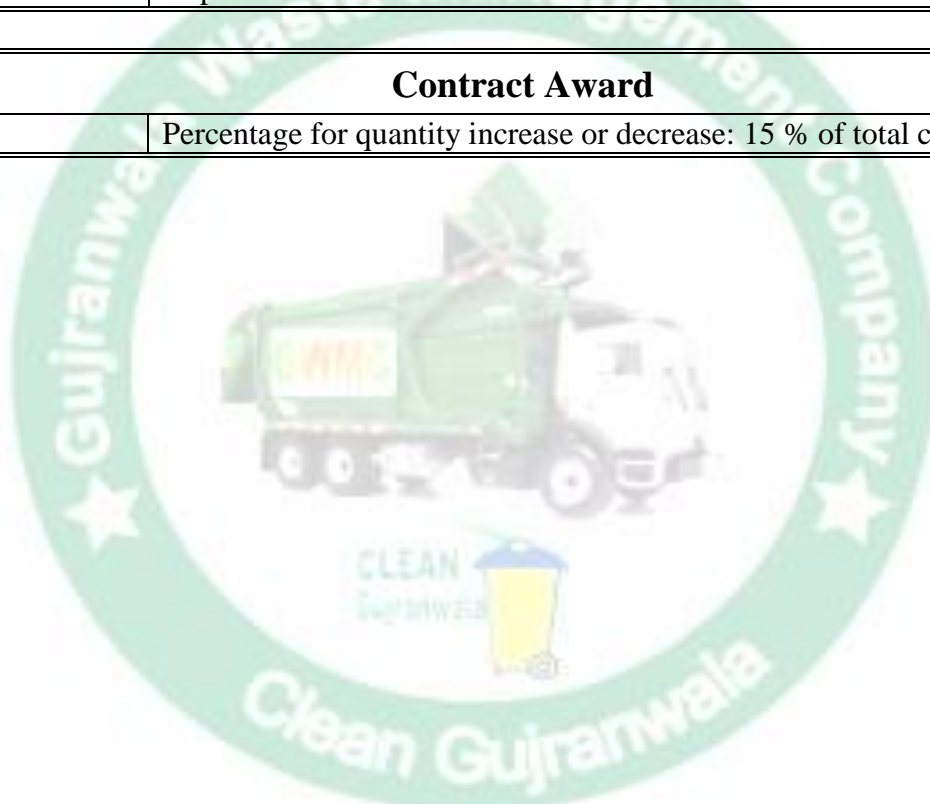 Contract Award
Percentage for quantity increase or decrease: 15 % of total c
Gujranwala Waste Management Company
GWMC
CLEAN
Gujranwala
Clean Gujranwala